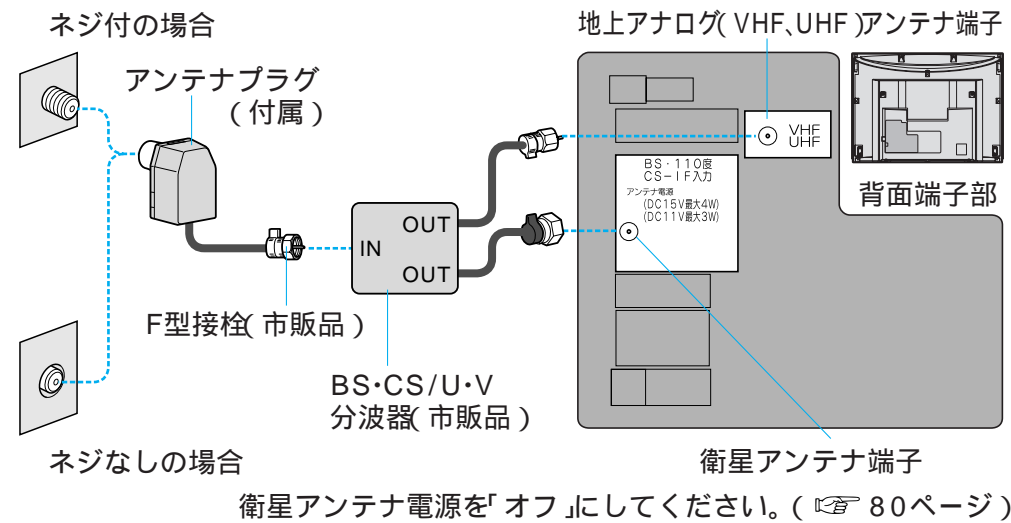 ネジ付の場合
地上アナログ(VHF、UHF)アンテナ端子
アンテナプラグ
(付属)
VHF
UHF
BS・110度
CS-IF入力
アンテナ電源
(DC15V最大4W)
(DC11V最大3W)
背面端子部
IN
OUT
OUT
F型接栓(市販品)
BS・CS/U・V
分波器(市販品)
ネジなしの場合
衛星アンテナ端子
衛星アンテナ電源を「オフ」にしてください。(☞ 80ページ)